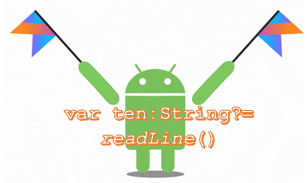 var ten:String?=
readLine()